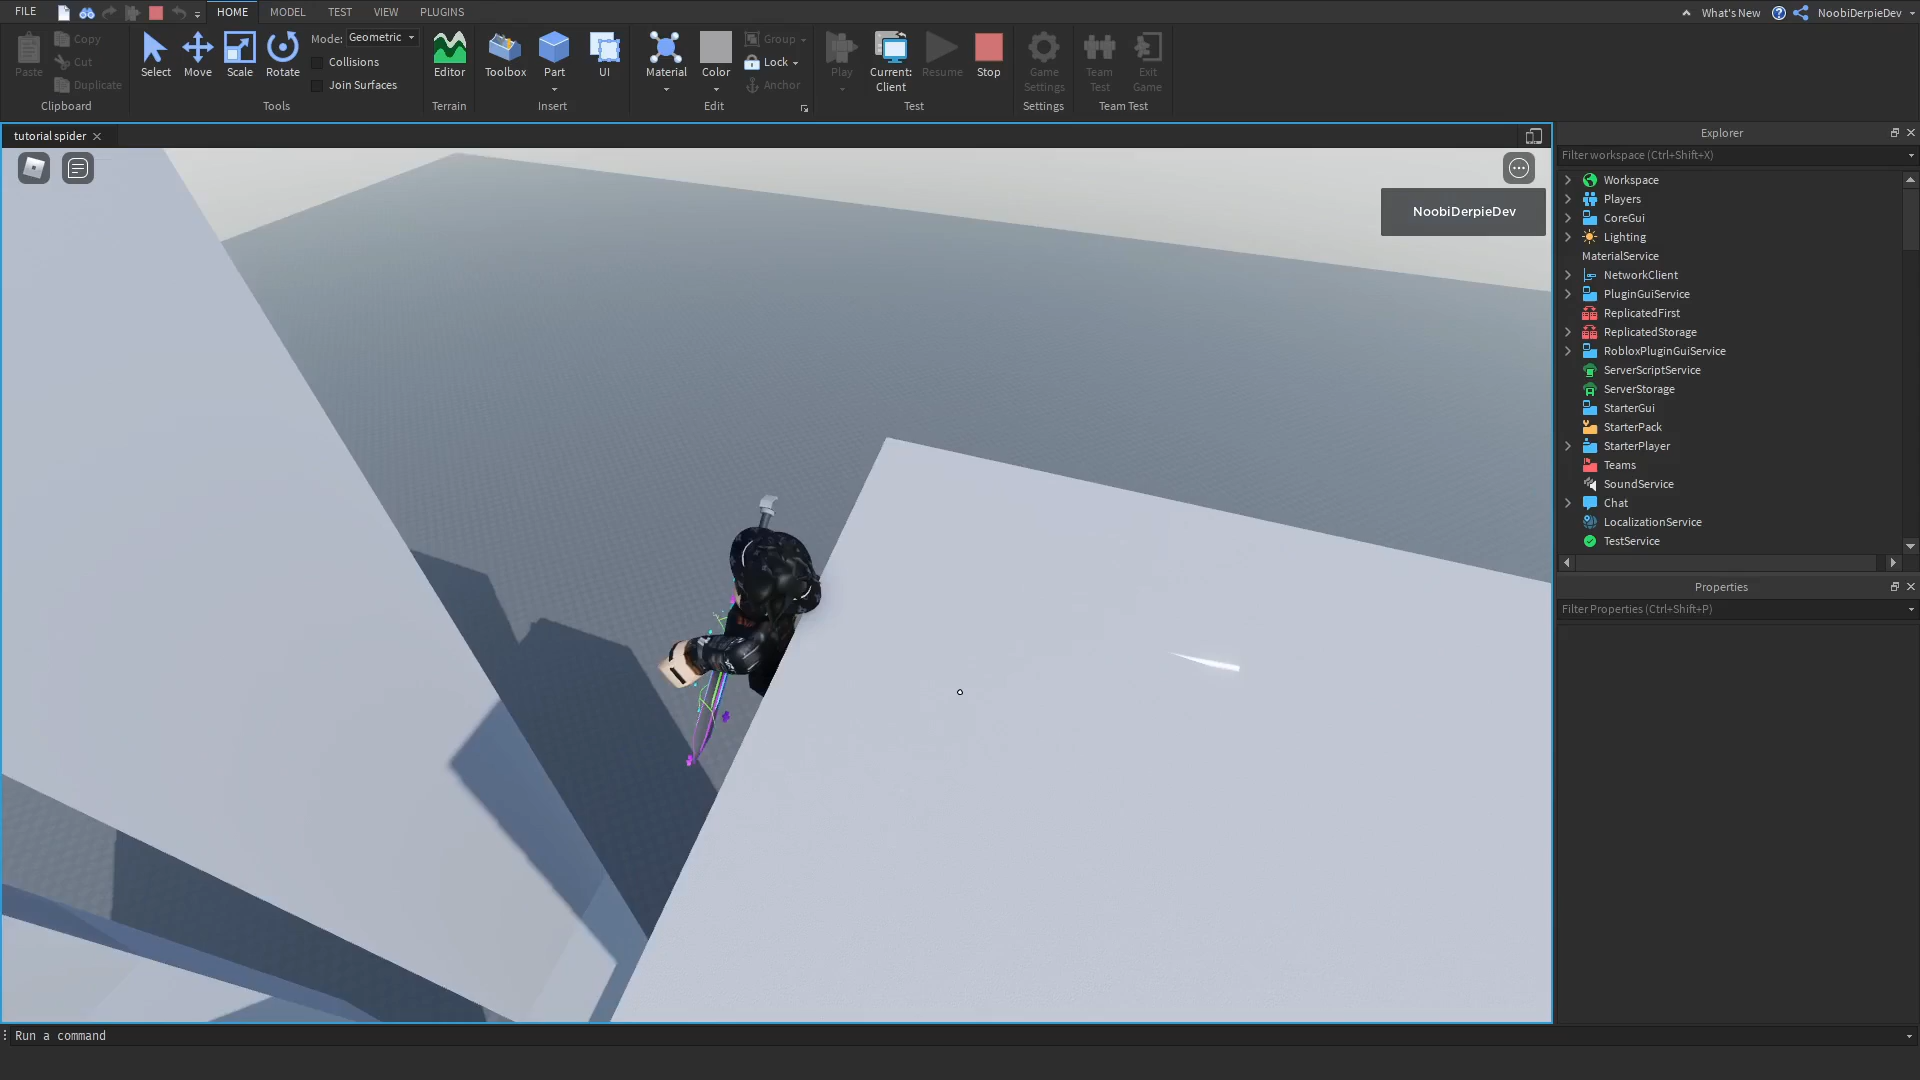 FILE
HOME
MODEL
TEST
VIEW
PLUGINS
What's New
NoobiDerpieDev
Paste
Copy
Cut
Duplicate
Clipboard
Select
Move
Scale
Rotate
Mode: Geometric
Collisions
Join Surfaces
Tools
Editor
Terrain
Toolbox
Part
UI
Insert
Material
Color
Group
Lock
Anchor
Edit
Play
Current:
Client
Resume
Stop
Test
Game
Settings
Settings
Team
Test
Exit
Game
Team Test
tutorial spider
NoobiDerpieDev
Explorer
Filter workspace (Ctrl+Shift+X)
Workspace
Players
CoreGui
Lighting
MaterialService
NetworkClient
PluginGuiService
ReplicatedFirst
ReplicatedStorage
RobloxPluginGuiService
ServerScriptService
ServerStorage
StarterGui
StarterPack
StarterPlayer
Teams
SoundService
Chat
LocalizationService
TestService
Properties
Filter Properties (Ctrl+Shift+P)
Run a command